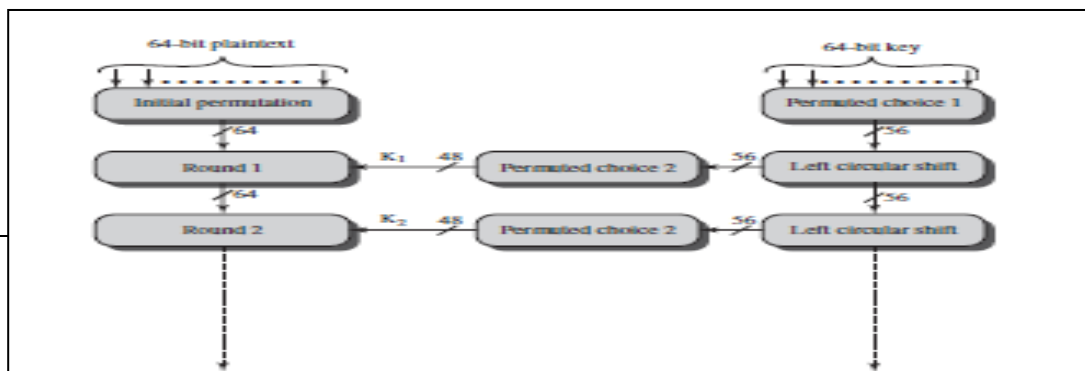 64-bit plaintext 64-bit key
Initial permutation Permuted choice 1
64 56
Round 1 K1 48 Permuted choice 2 56 Left circular shift
64 56
Round 2 K2 48 Permuted choice 2 56 Left circular shift